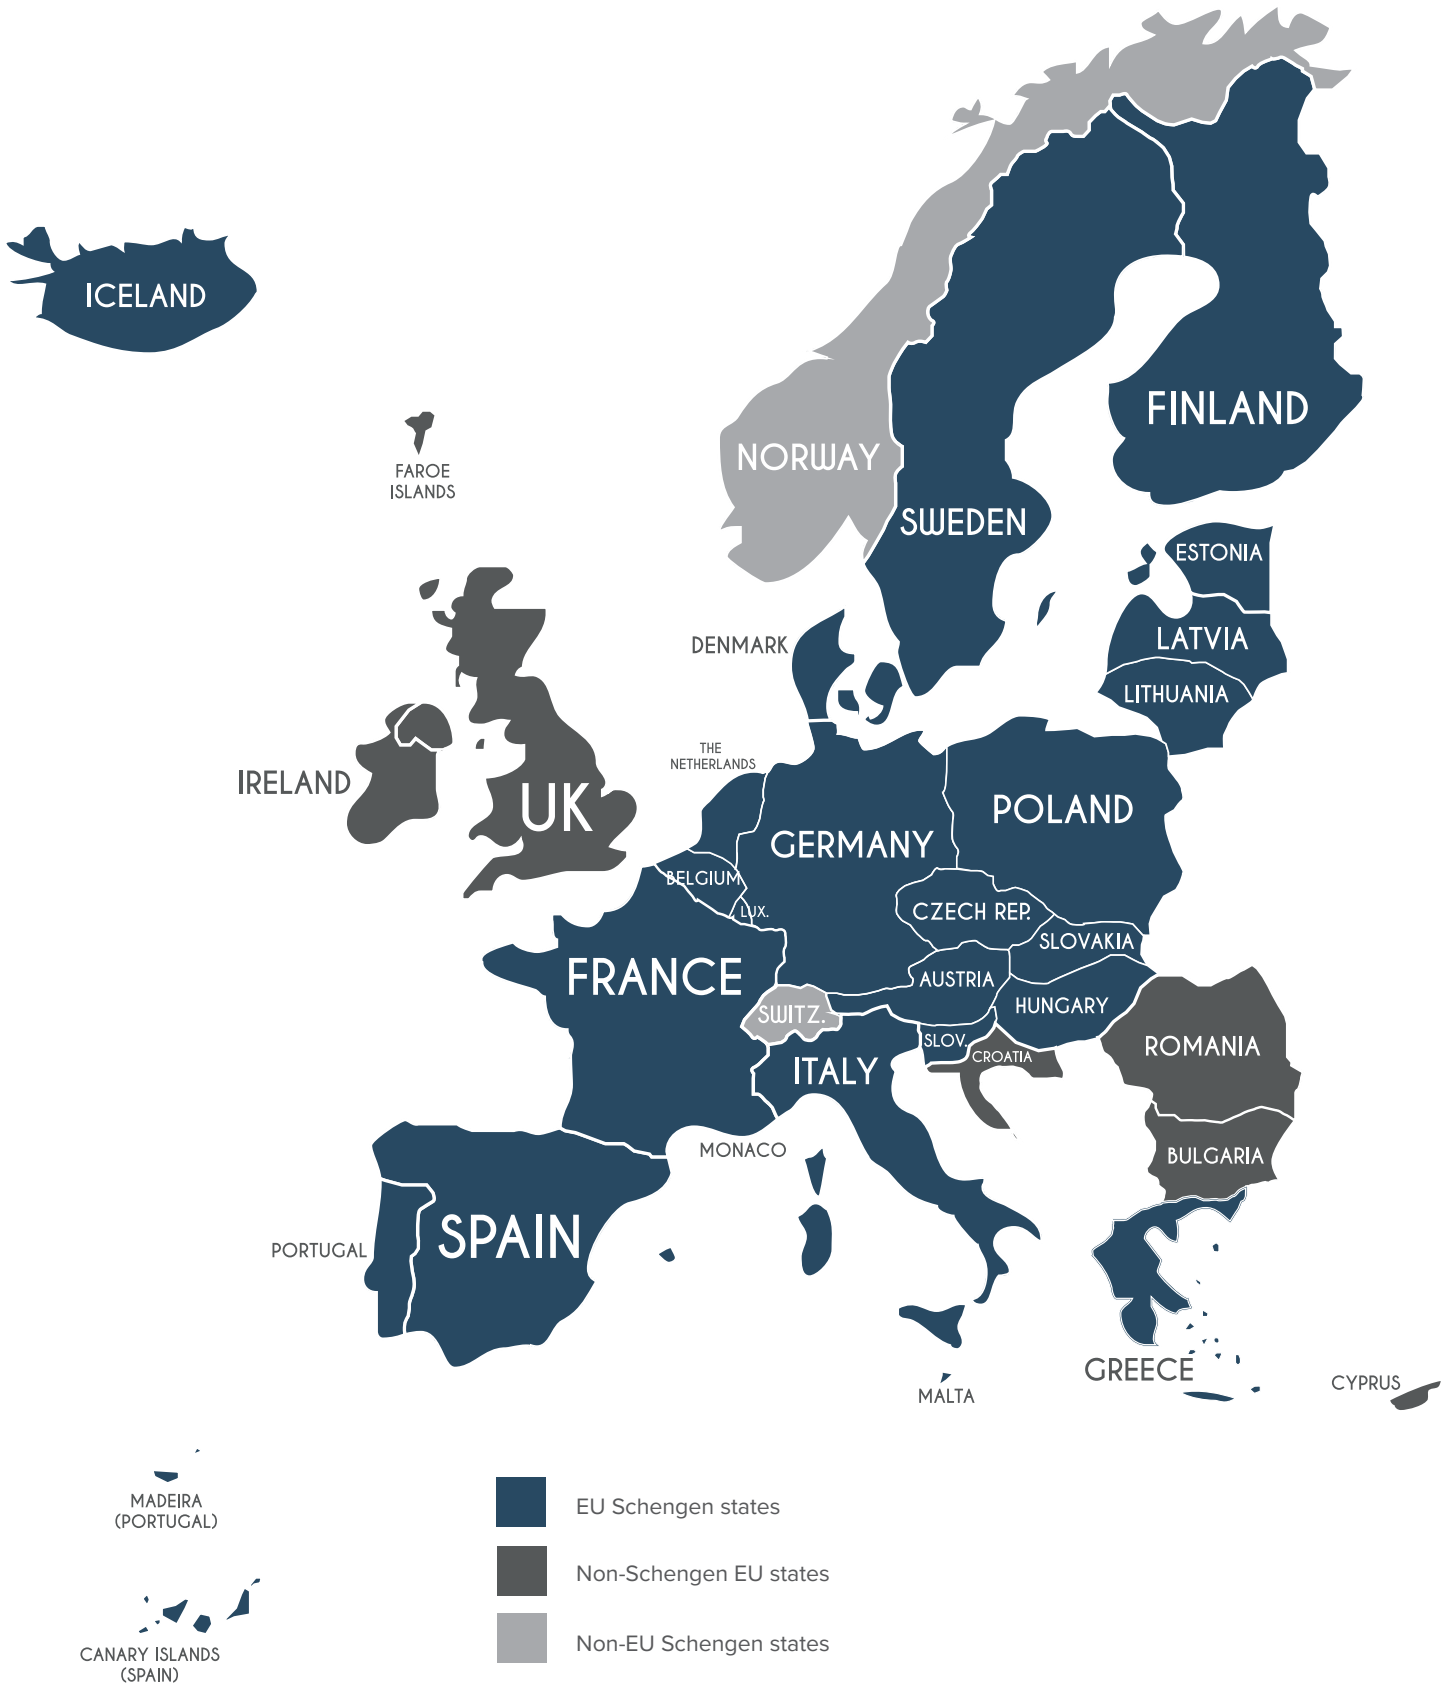 ICELAND
FINLAND
NORWAY
FAROE
ISLANDS
SWEDEN
ESTONIA
DENMARK
LATVIA
LITHUANIA
THE
NETHERLANDS
IRELAND
UK
POLAND
GERMANY
BELGIUM
LUX.
CZECH REP.
SLOVAKIA
FRANCE
AUSTRIA
HUNGARY
SWITZ.
SLOV.
CROATIA
ROMANIA
ITALY
MONACO
BULGARIA
PORTUGAL
SPAIN
GREECE
MALTA
CYPRUS
MADEIRA
(PORTUGAL)
CANARY ISLANDS
(SPAIN)
EU Schengen states
Non-Schengen EU states
Non-EU Schengen states